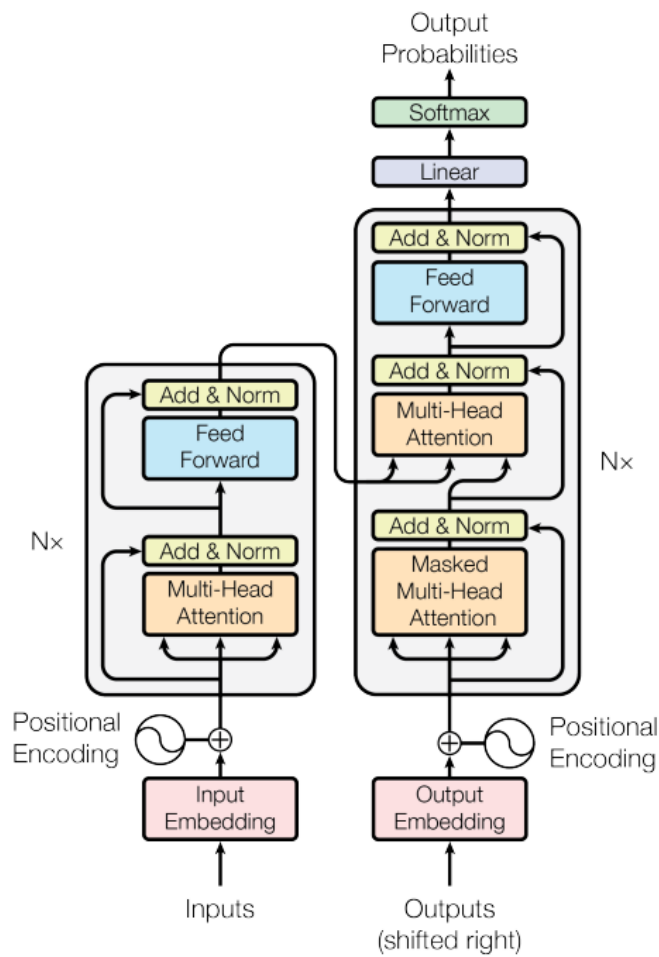 Output
Probabilities
Softmax
Linear
Add & Norm
Feed
Forward
Add & Norm
Multi-Head
Attention
Add & Norm
Masked
Multi-Head
Attention
N×
Add & Norm
Feed
Forward
Add & Norm
Multi-Head
Attention
N×
Positional
Encoding
Positional
Encoding
Input
Embedding
Output
Embedding
Inputs
Outputs
(shifted right)